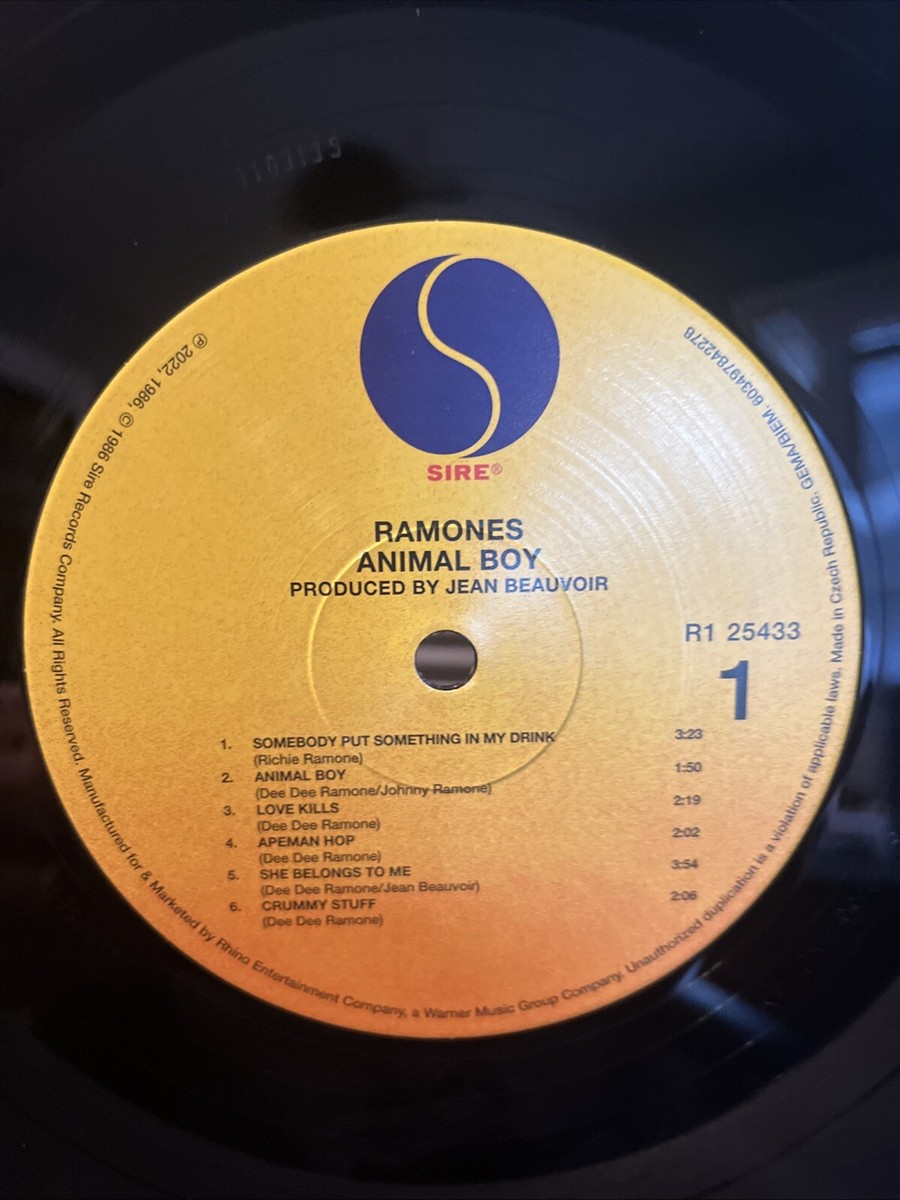 110113S
SIRE®
RAMONES
ANIMAL BOY
PRODUCED BY JEAN BEAUVOIR
R1 25433
1
1. SOMEBODY PUT SOMETHING IN MY DRINK 3:23
(Richie Ramone)
2. ANIMAL BOY 1:50
(Dee Dee Ramone/Johnny Ramone)
3. LOVE KILLS 2:19
(Dee Dee Ramone)
4. APEMAN HOP 2:02
(Dee Dee Ramone)
5. SHE BELONGS TO ME 3:54
(Dee Dee Ramone/Jean Beauvoir)
6. CRUMMY STUFF 2:06
(Dee Dee Ramone)
℗ 2022, 1986, © 1986 Sire Records Company. All Rights Reserved. Manufactured for & Marketed by Rhino Entertainment Company, a Warner Music Group Company. Unauthorized duplication is a violation of applicable laws. Made in Czech Republic. GEMA/BIEM. 603497842278